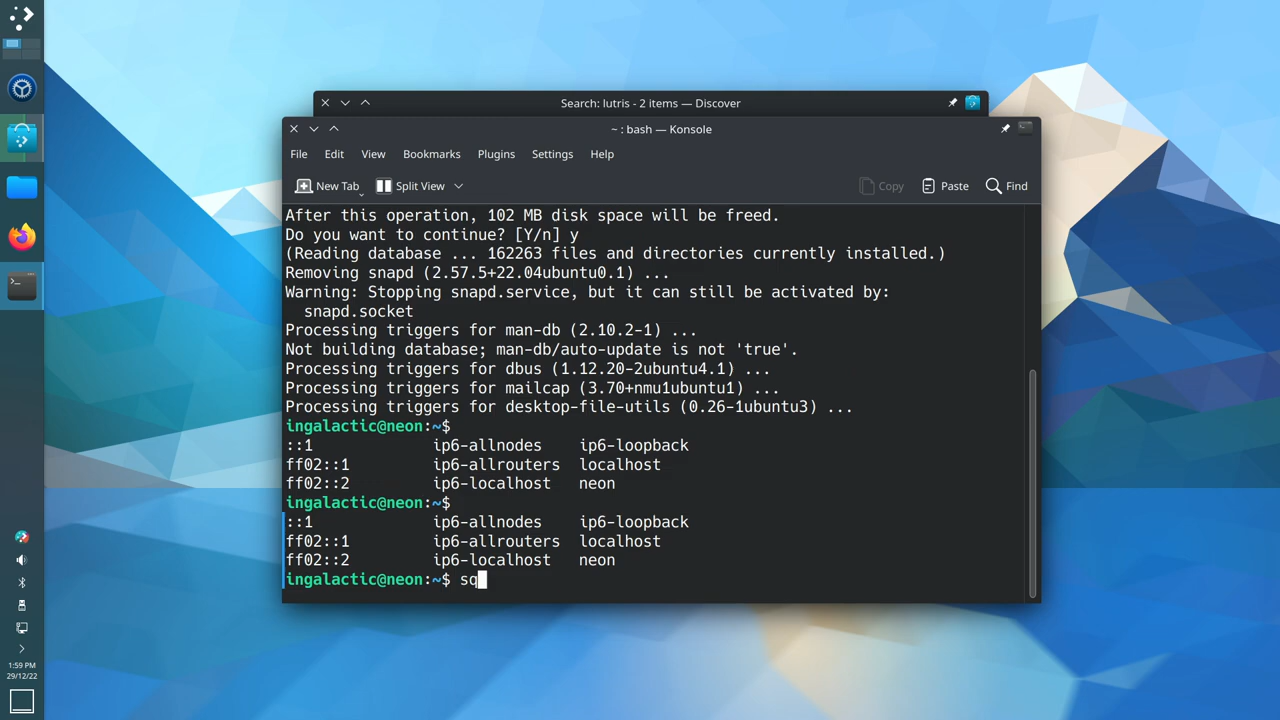 Search: lutris - 2 items — Discover
~ : bash — Konsole
File Edit View Bookmarks Plugins Settings Help
New Tab Split View Copy Paste Find
After this operation, 102 MB disk space will be freed.
Do you want to continue? [Y/n] y
(Reading database ... 162263 files and directories currently installed.)
Removing snapd (2.57.5+22.04ubuntu0.1) ...
Warning: Stopping snapd.service, but it can still be activated by:
  snapd.socket
Processing triggers for man-db (2.10.2-1) ...
Not building database; man-db/auto-update is not 'true'.
Processing triggers for dbus (1.12.20-2ubuntu4.1) ...
Processing triggers for mailcap (3.70+nmu1ubuntu1) ...
Processing triggers for desktop-file-utils (0.26-1ubuntu3) ...
ingalactic@neon:~$
::1             ip6-allnodes    ip6-loopback
ff02::1         ip6-allrouters  localhost
ff02::2         ip6-localhost   neon
ingalactic@neon:~$
::1             ip6-allnodes    ip6-loopback
ff02::1         ip6-allrouters  localhost
ff02::2         ip6-localhost   neon
ingalactic@neon:~$ sq
1:59 PM
29/12/22